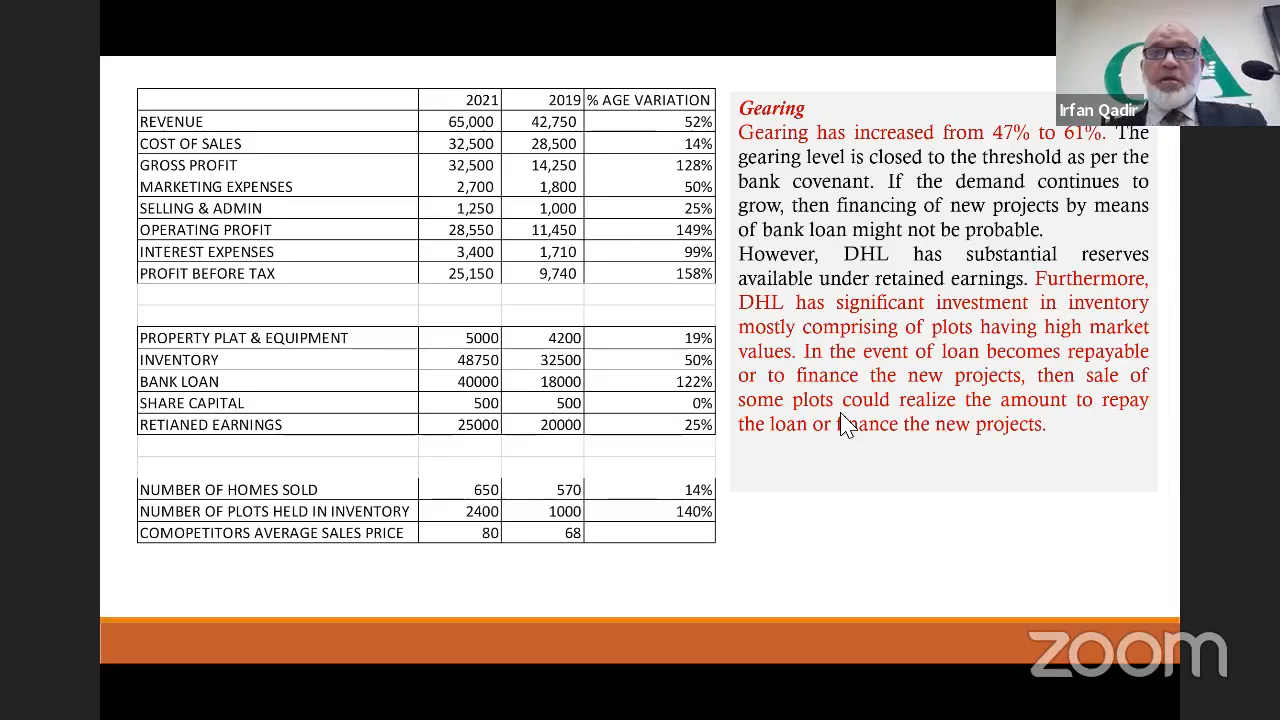 2021 2019 % AGE VARIATION
REVENUE 65,000 42,750 52%
COST OF SALES 32,500 28,500 14%
GROSS PROFIT 32,500 14,250 128%
MARKETING EXPENSES 2,700 1,800 50%
SELLING & ADMIN 1,250 1,000 25%
OPERATING PROFIT 28,550 11,450 149%
INTEREST EXPENSES 3,400 1,710 99%
PROFIT BEFORE TAX 25,150 9,740 158%
PROPERTY PLAT & EQUIPMENT 5000 4200 19%
INVENTORY 48750 32500 50%
BANK LOAN 40000 18000 122%
SHARE CAPITAL 500 500 0%
RETIANED EARNINGS 25000 20000 25%
NUMBER OF HOMES SOLD 650 570 14%
NUMBER OF PLOTS HELD IN INVENTORY 2400 1000 140%
COMOPETITORS AVERAGE SALES PRICE 80 68
Gearing
Gearing has increased from 47% to 61%. The
gearing level is closed to the threshold as per the
bank covenant. If the demand continues to
grow, then financing of new projects by means
of bank loan might not be probable.
However, DHL has substantial reserves
available under retained earnings. Furthermore,
DHL has significant investment in inventory
mostly comprising of plots having high market
values. In the event of loan becomes repayable
or to finance the new projects, then sale of
some plots could realize the amount to repay
the loan or finance the new projects.
Irfan Qadir
zoom